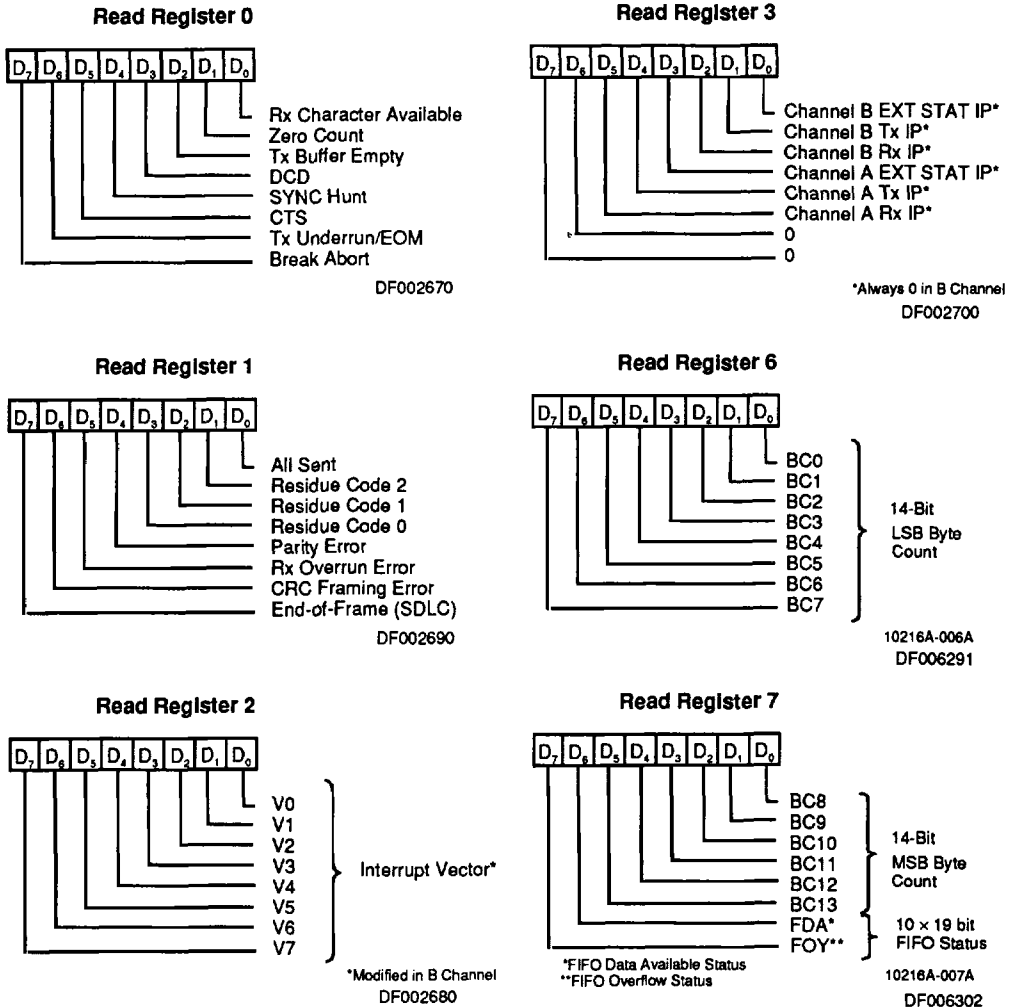 Read Register 0
D7 D6 D5 D4 D3 D2 D1 D0
Rx Character Available
Zero Count
Tx Buffer Empty
DCD
SYNC Hunt
CTS
Tx Underrun/EOM
Break Abort
DF002670
Read Register 3
D7 D6 D5 D4 D3 D2 D1 D0
Channel B EXT STAT IP*
Channel B Tx IP*
Channel B Rx IP*
Channel A EXT STAT IP*
Channel A Tx IP*
Channel A Rx IP*
0
0
*Always 0 in B Channel
DF002700
Read Register 1
D7 D6 D5 D4 D3 D2 D1 D0
All Sent
Residue Code 2
Residue Code 1
Residue Code 0
Parity Error
Rx Overrun Error
CRC Framing Error
End-of-Frame (SDLC)
DF002690
Read Register 6
D7 D6 D5 D4 D3 D2 D1 D0
BC0
BC1
BC2
BC3
BC4
BC5
BC6
BC7
14-Bit
LSB Byte
Count
10216A-006A
DF006291
Read Register 2
D7 D6 D5 D4 D3 D2 D1 D0
V0
V1
V2
V3
V4
V5
V6
V7
Interrupt Vector*
*Modified in B Channel
DF002680
Read Register 7
D7 D6 D5 D4 D3 D2 D1 D0
BC8
BC9
BC10
BC11
BC12
BC13
FDA*
FOY**
14-Bit
MSB Byte
Count
10 × 19 bit
FIFO Status
*FIFO Data Available Status
**FIFO Overflow Status
10216A-007A
DF006302